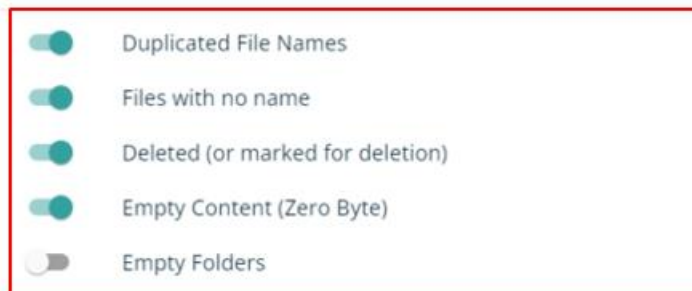 Duplicated File Names
Files with no name
Deleted (or marked for deletion)
Empty Content (Zero Byte)
Empty Folders